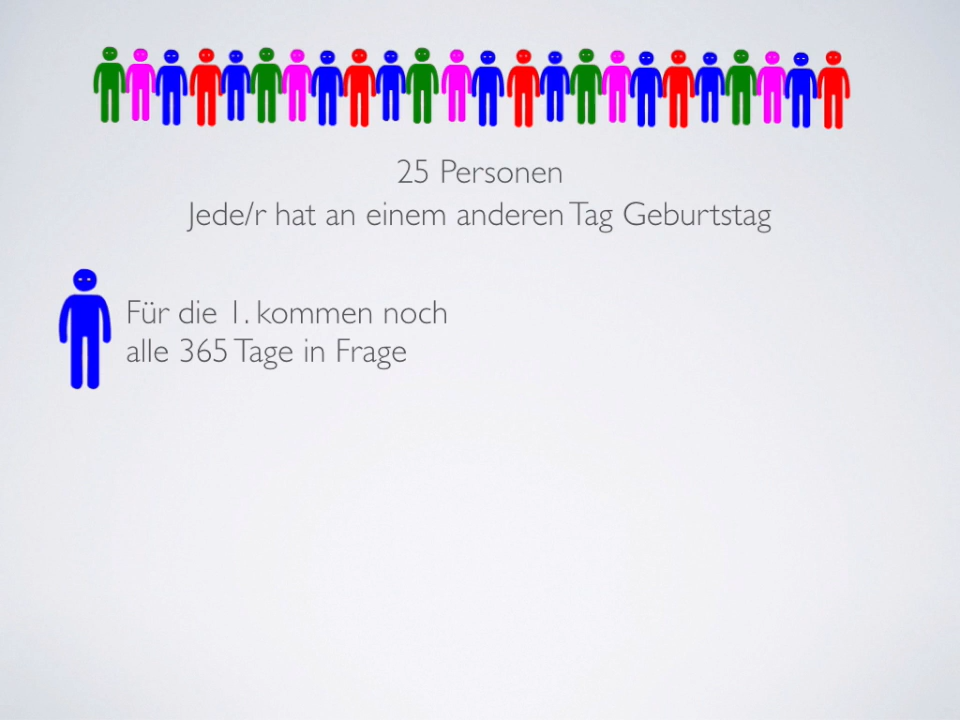 25 Personen
Jede/r hat an einem anderen Tag Geburtstag
Für die 1. kommen noch
alle 365 Tage in Frage